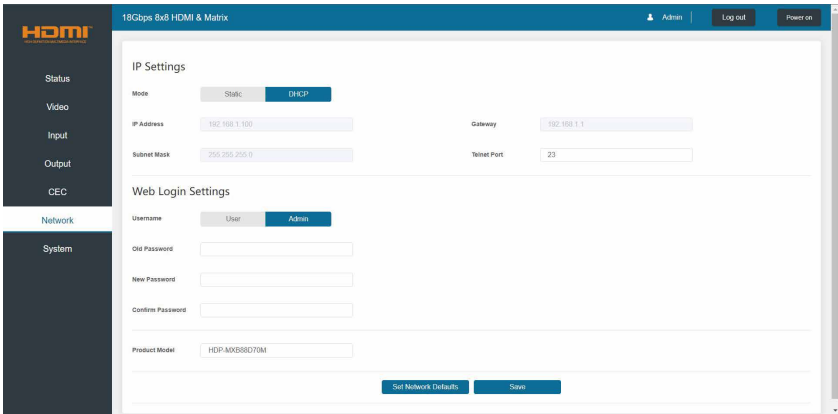 HDMI
18Gbps 8x8 HDMI & Matrix
Admin
Log out
Power on
Status
Video
Input
Output
CEC
Network
System
IP Settings
Mode Static DHCP
IP Address 192.168.1.100 Gateway 192.168.1.1
Subnet Mask 255.255.255.0 Telnet Port 23
Web Login Settings
Username User Admin
Old Password
New Password
Confirm Password
Product Model HDP-MXB88D70M
Set Network Defaults Save